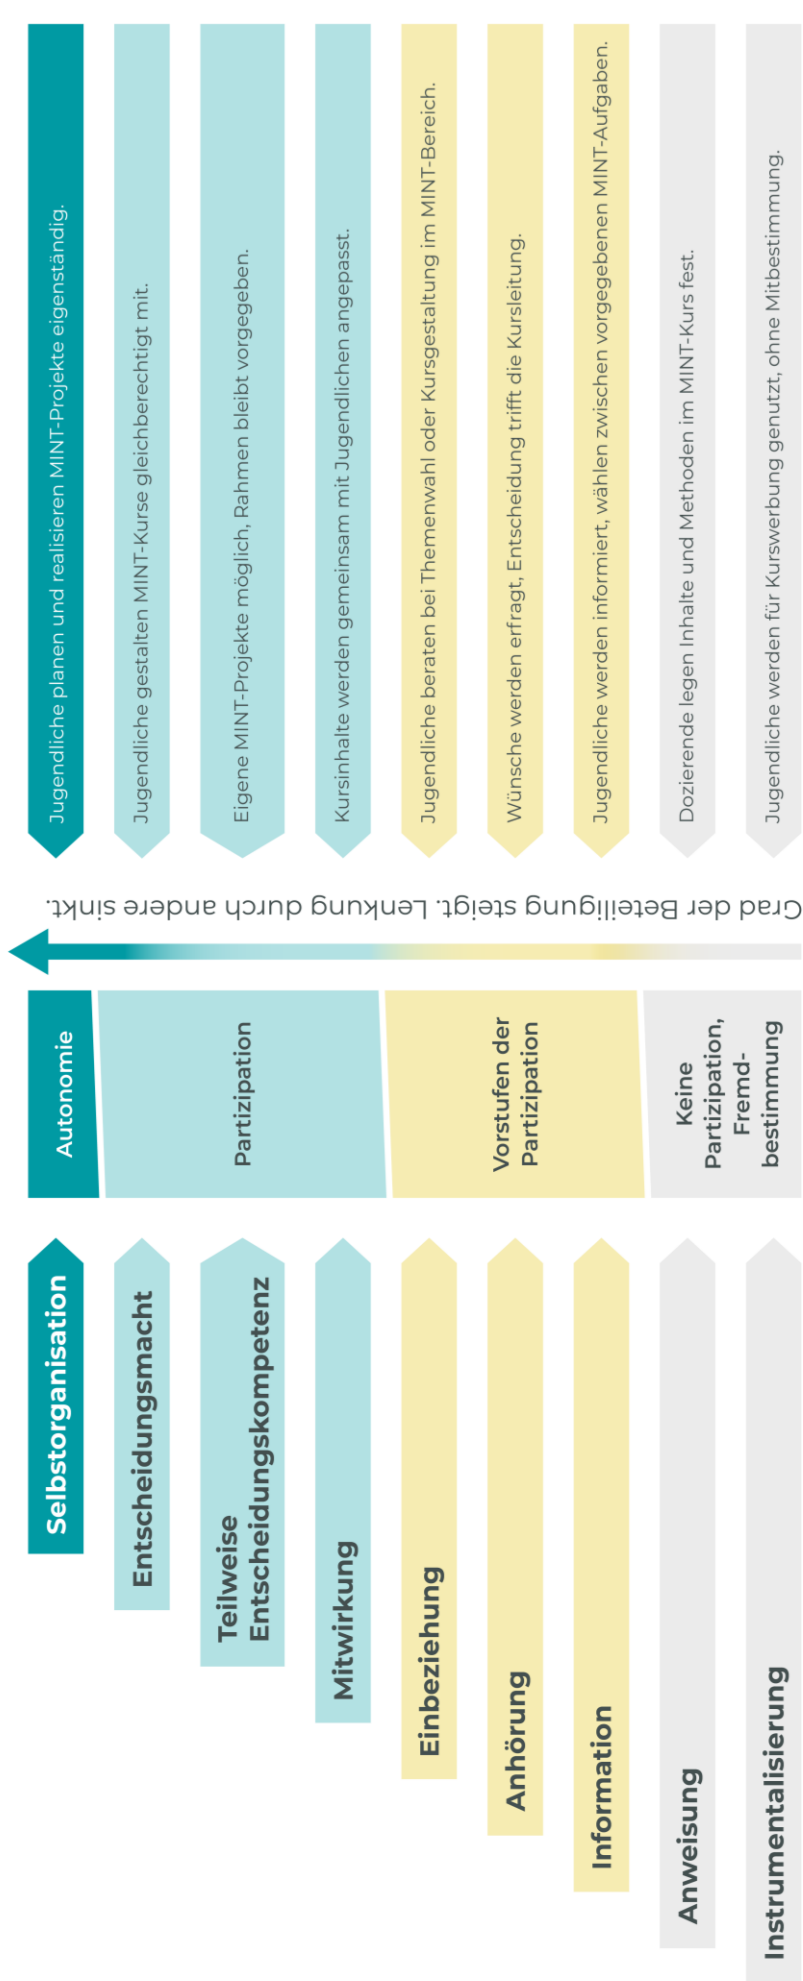 Selbstorganisation
Autonomie
Jugendliche planen und realisieren MINT-Projekte eigenständig.
Entscheidungsmacht
Partizipation
Jugendliche gestalten MINT-Kurse gleichberechtigt mit.
Teilweise
Entscheidungskompetenz
Eigene MINT-Projekte möglich, Rahmen bleibt vorgegeben.
Mitwirkung
Kursinhalte werden gemeinsam mit Jugendlichen angepasst.
Einbeziehung
Vorstufen der
Partizipation
Jugendliche beraten bei Themenwahl oder Kursgestaltung im MINT-Bereich.
Anhörung
Wünsche werden erfragt, Entscheidung trifft die Kursleitung.
Information
Jugendliche werden informiert, wählen zwischen vorgegebenen MINT-Aufgaben.
Anweisung
Keine
Partizipation,
Fremd-
bestimmung
Dozierende legen Inhalte und Methoden im MINT-Kurs fest.
Instrumentalisierung
Jugendliche werden für Kurswerbung genutzt, ohne Mitbestimmung.
Grad der Beteiligung steigt. Lenkung durch andere sinkt.